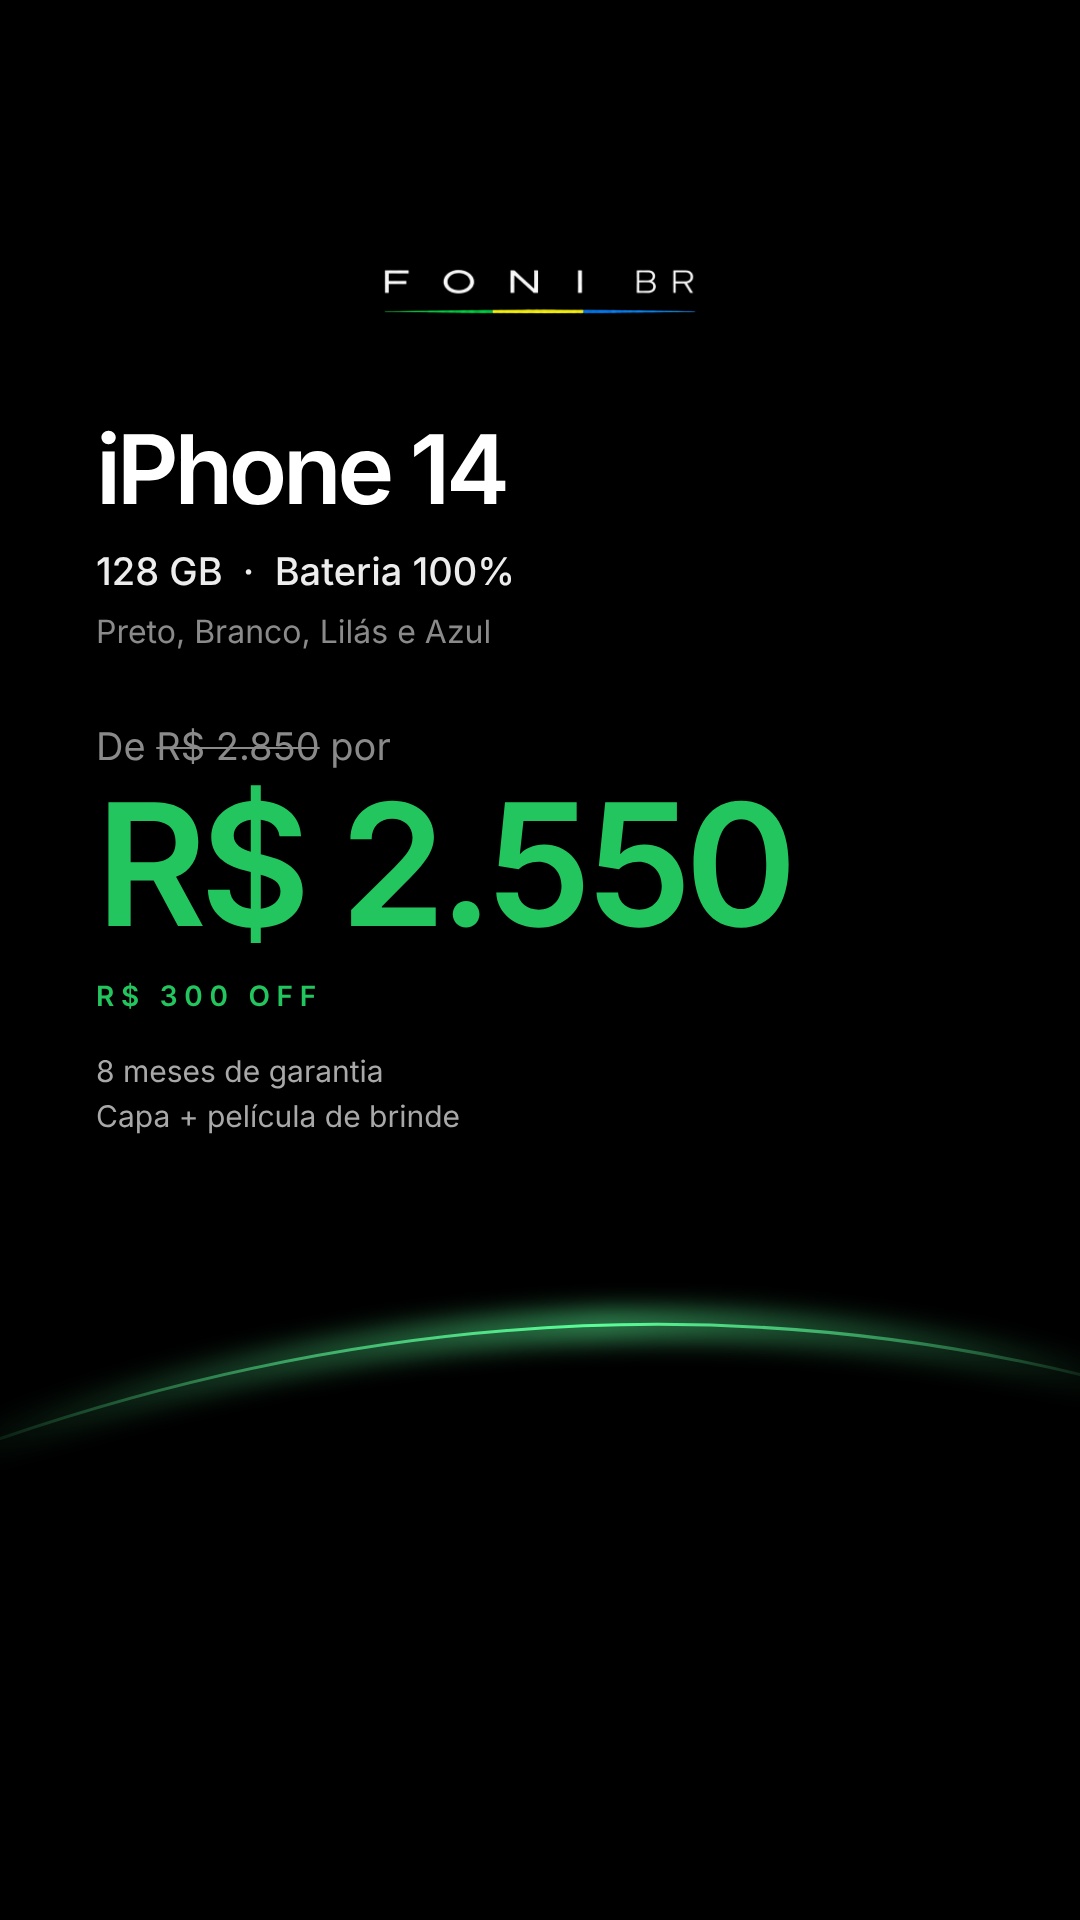 FONI BR
iPhone 14
128 GB · Bateria 100%
Preto, Branco, Lilás e Azul
De R$ 2.850 por
R$ 2.550
R$ 300 OFF
8 meses de garantia
Capa + película de brinde